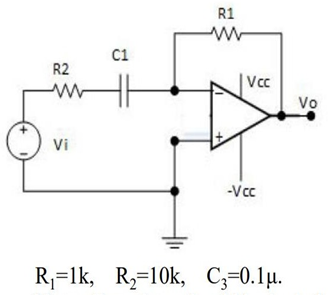 R1
C1
R2
Vcc
Vo
Vi
-Vcc
R₁=1k, R₂=10k, C₃=0.1μ.